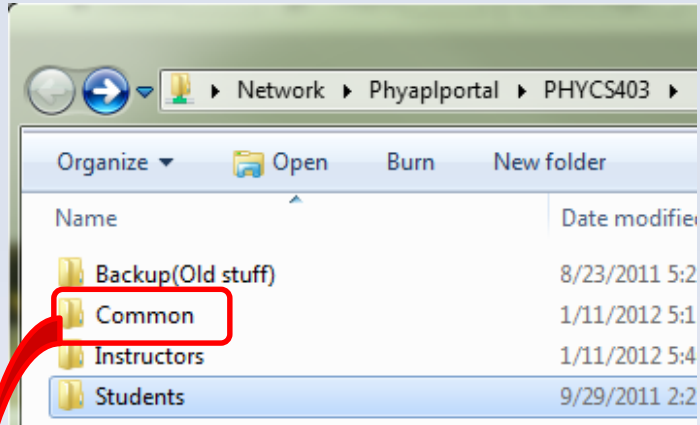 Network Phyaplportal PHYCS403
Organize Open Burn New folder
Name Date modifie
Backup(Old stuff) 8/23/2011 5:2
Common 1/11/2012 5:1
Instructors 1/11/2012 5:4
Students 9/29/2011 2:2